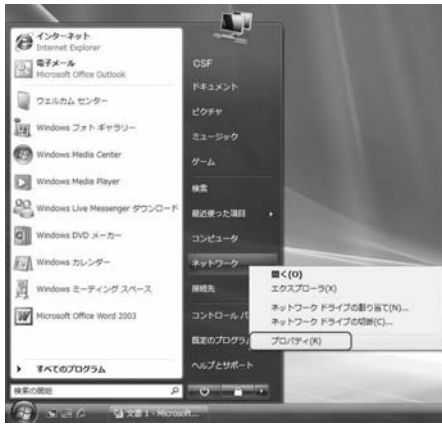 インターネット
Internet Explorer
電子メール
Microsoft Office Outlook
ウェルカム センター
Windows フォト ギャラリー
Windows Media Center
Windows Media Player
Windows Live Messenger ダウンロード
Windows DVD メーカー
Windows カレンダー
Windows ミーティング スペース
Microsoft Office Word 2003
すべてのプログラム
検索の開始
CSF
ドキュメント
ピクチャ
ミュージック
ゲーム
検索
最近使った項目
コンピュータ
ネットワーク
接続先
コントロール パ
既定のプログラ
ヘルプとサポート
開く(O)
エクスプローラ(X)
ネットワーク ドライブの割り当て(N)...
ネットワーク ドライブの切断(C)...
プロパティ(R)
文書 1 - Microsoft...